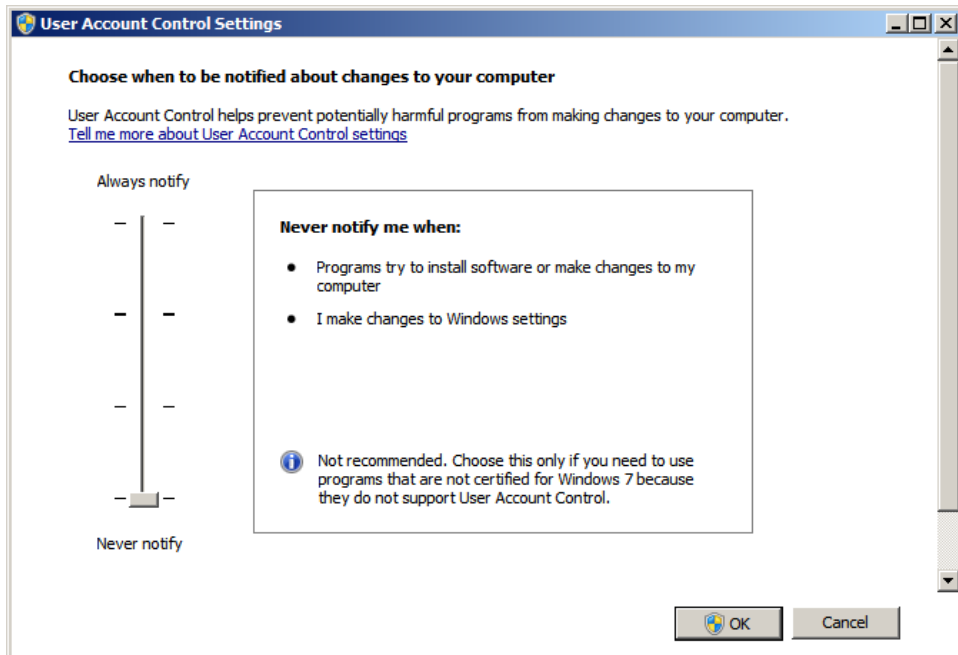 User Account Control Settings
Choose when to be notified about changes to your computer
User Account Control helps prevent potentially harmful programs from making changes to your computer.
Tell me more about User Account Control settings
Always notify
Never notify me when:
Programs try to install software or make changes to my
computer
I make changes to Windows settings
Not recommended. Choose this only if you need to use
programs that are not certified for Windows 7 because
they do not support User Account Control.
Never notify
OK
Cancel